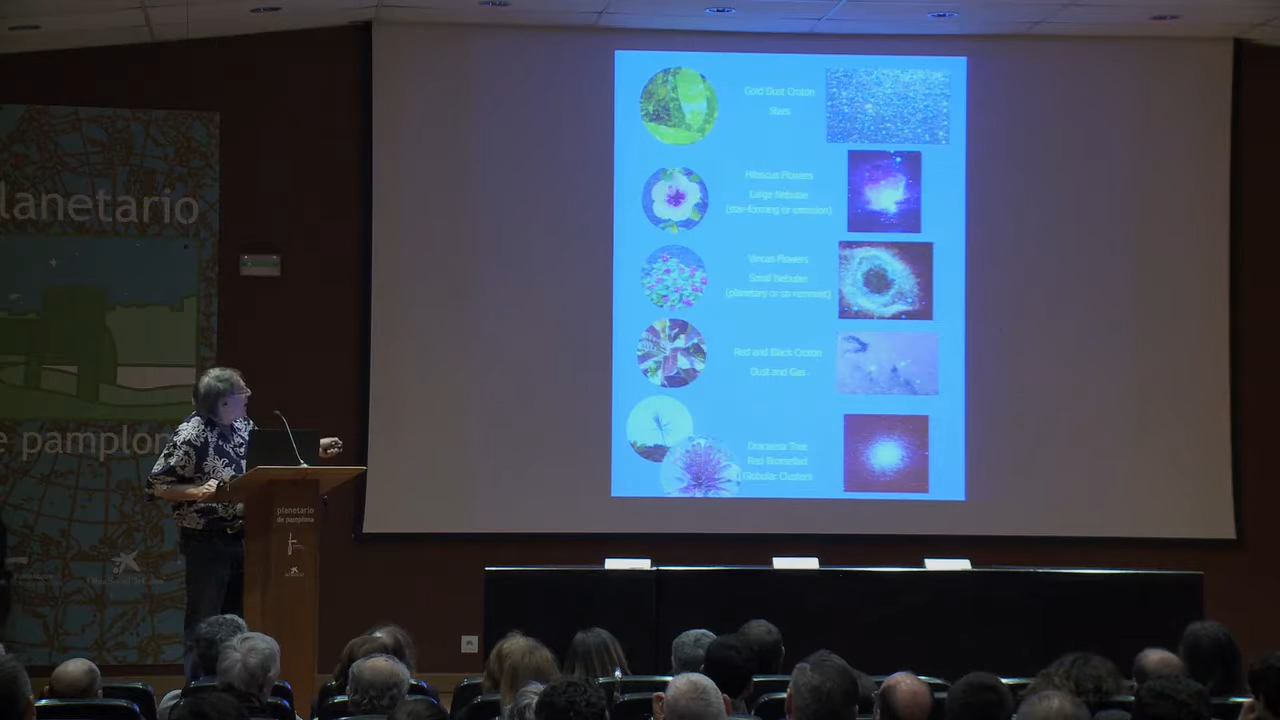 lanetario
de pamplon
planetario
de pamplona
Gold Dust Croton
Stars
Hibiscus Flowers
Large Nebulae
(star-forming or emission)
Vincas Flowers
Small Nebulae
(planetary or sn remnant)
Red and Black Croton
Dust and Gas
Dracaena Tree
Red Bromeliad
Globular Clusters